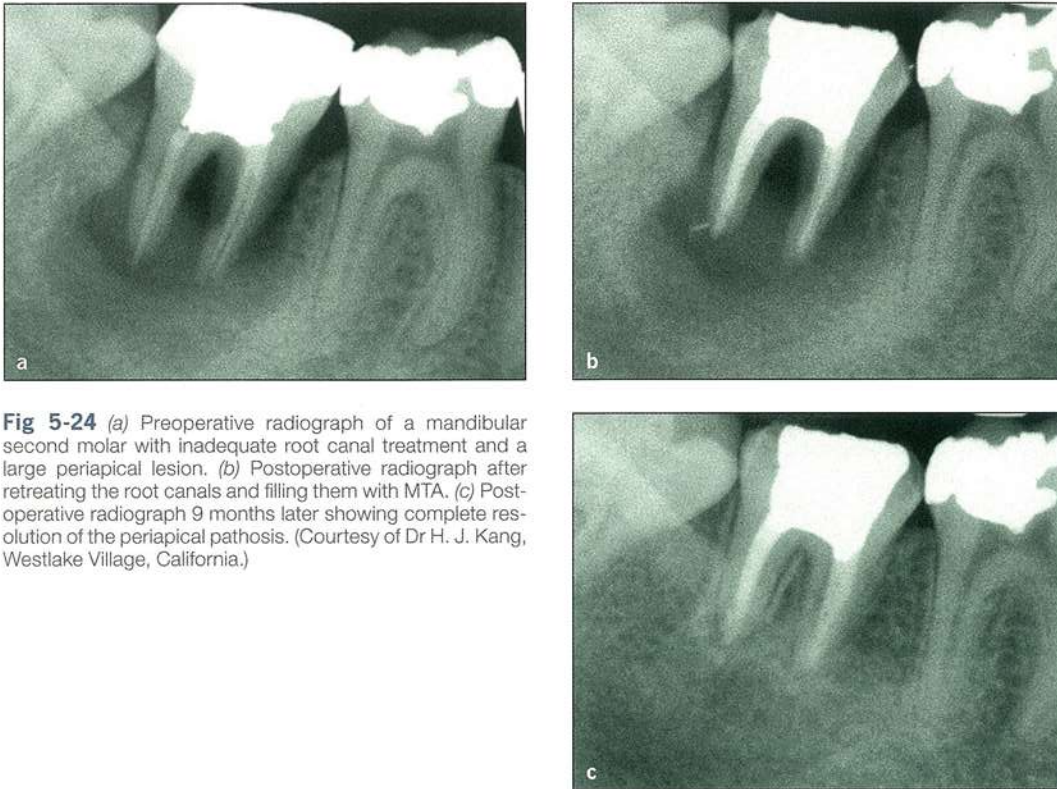 a
b
Fig 5-24 (a) Preoperative radiograph of a mandibular
second molar with inadequate root canal treatment and a
large periapical lesion. (b) Postoperative radiograph after
retreating the root canals and filling them with MTA. (c) Post-
operative radiograph 9 months later showing complete res-
olution of the periapical pathosis. (Courtesy of Dr H. J. Kang,
Westlake Village, California.)
c